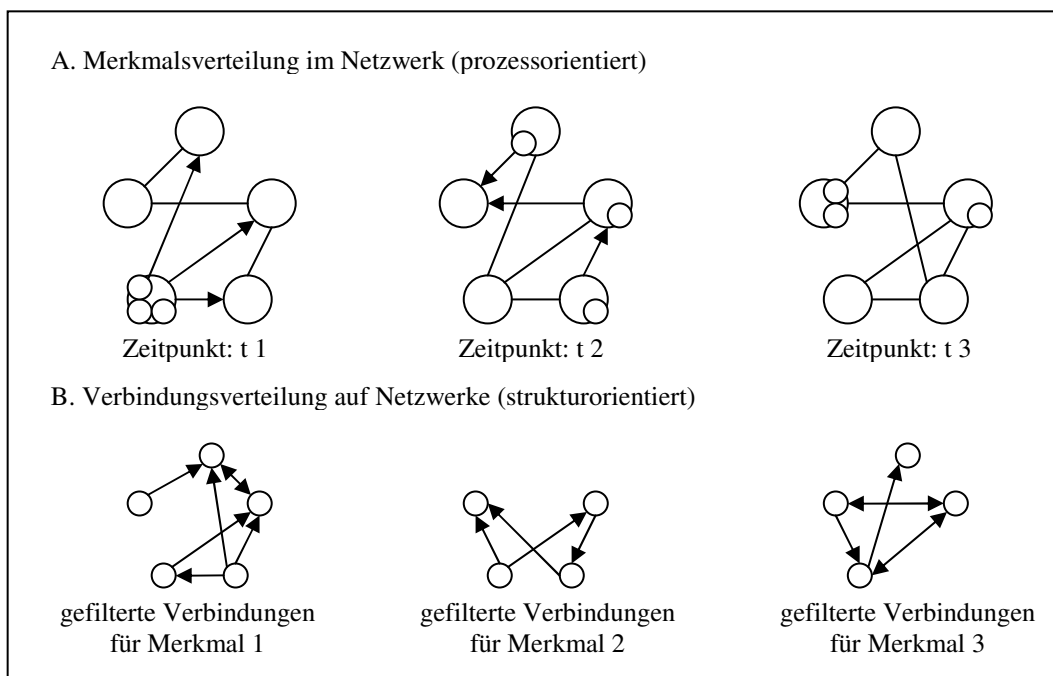 A. Merkmalsverteilung im Netzwerk (prozessorientiert)
Zeitpunkt: t 1
Zeitpunkt: t 2
Zeitpunkt: t 3
B. Verbindungsverteilung auf Netzwerke (strukturorientiert)
gefilterte Verbindungen
für Merkmal 1
gefilterte Verbindungen
für Merkmal 2
gefilterte Verbindungen
für Merkmal 3